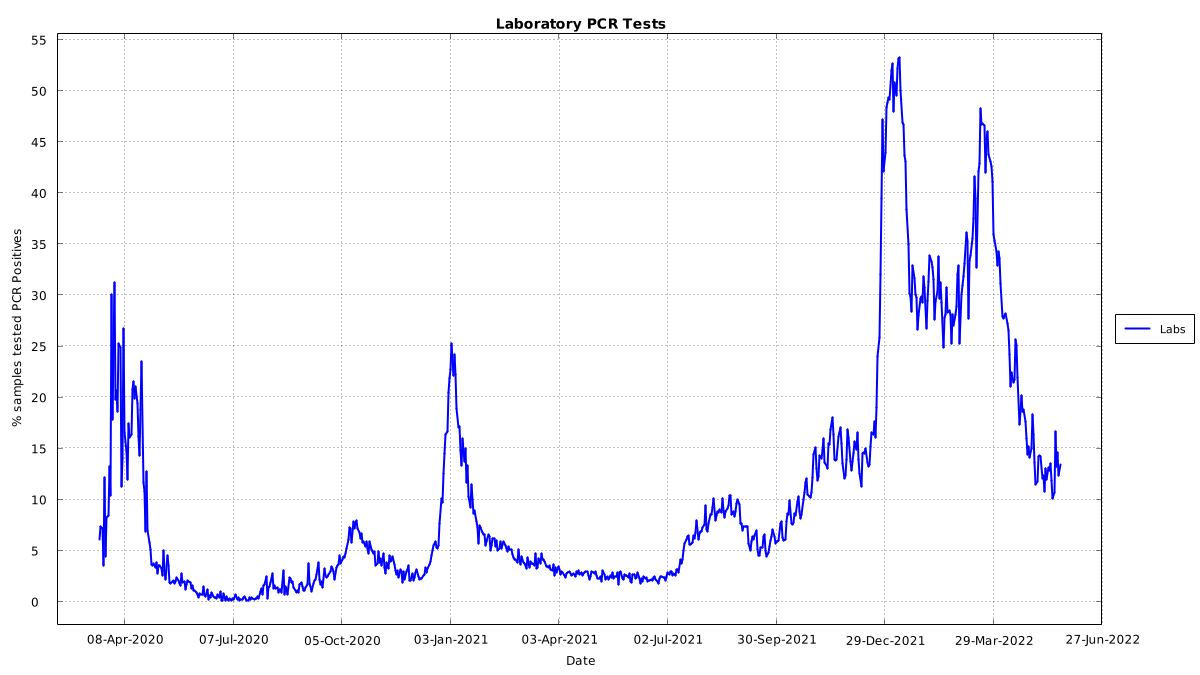 Laboratory PCR Tests
% samples tested PCR Positives
55
50
45
40
35
30
25
20
15
10
5
0
08-Apr-2020 07-Jul-2020 05-Oct-2020 03-Jan-2021 03-Apr-2021 02-Jul-2021 30-Sep-2021 29-Dec-2021 29-Mar-2022 27-Jun-2022
Date
Labs